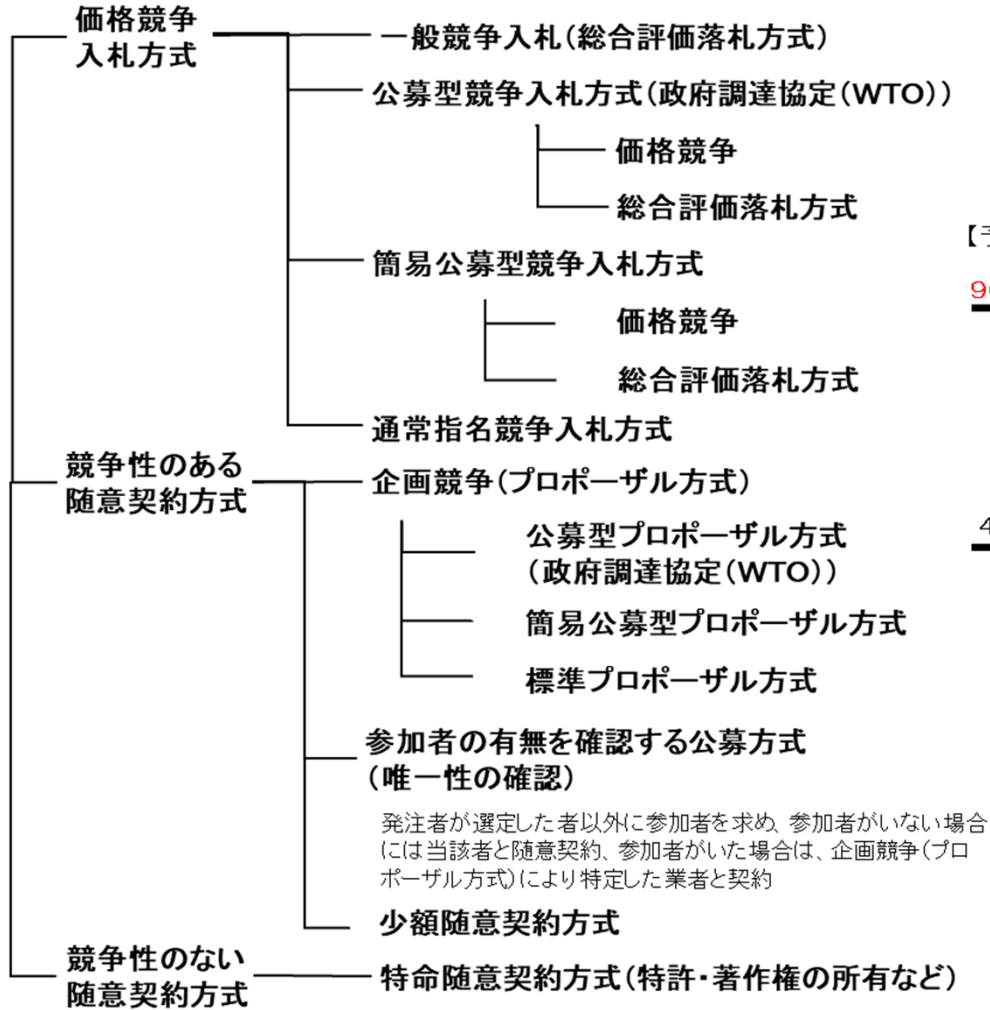 価格競争
入札方式
一般競争入札(総合評価落札方式)
公募型競争入札方式(政府調達協定(WTO))
価格競争
総合評価落札方式
簡易公募型競争入札方式
価格競争
総合評価落札方式
通常指名競争入札方式
競争性のある
随意契約方式
企画競争(プロポーザル方式)
公募型プロポーザル方式
(政府調達協定(WTO))
簡易公募型プロポーザル方式
標準プロポーザル方式
参加者の有無を確認する公募方式
(唯一性の確認)
発注者が選定した者以外に参加者を求め、参加者がいない場合
には当該者と随意契約、参加者がいた場合は、企画競争(プロ
ポーザル方式)により特定した業者と契約
少額随意契約方式
競争性のない
随意契約方式
特命随意契約方式(特許・著作権の所有など)
9
4